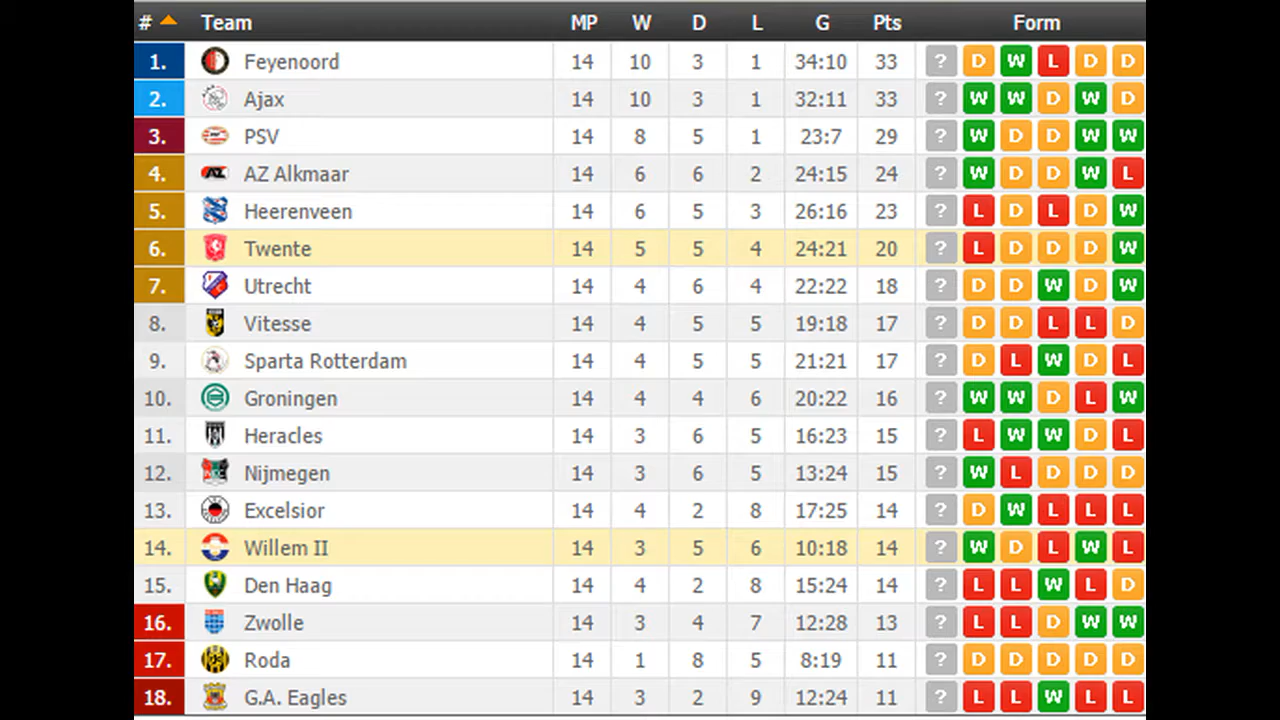 # Team MP W D L G Pts Form
1. Feyenoord 14 10 3 1 34:10 33 ? D W L D D
2. Ajax 14 10 3 1 32:11 33 ? W W D W D
3. PSV 14 8 5 1 23:7 29 ? W D D W W
4. AZ Alkmaar 14 6 6 2 24:15 24 ? W D D W L
5. Heerenveen 14 6 5 3 26:16 23 ? L D L D W
6. Twente 14 5 5 4 24:21 20 ? L D D D W
7. Utrecht 14 4 6 4 22:22 18 ? D D W D W
8. Vitesse 14 4 5 5 19:18 17 ? D D L L D
9. Sparta Rotterdam 14 4 5 5 21:21 17 ? D L W D L
10. Groningen 14 4 4 6 20:22 16 ? W W D L W
11. Heracles 14 3 6 5 16:23 15 ? L W W D L
12. Nijmegen 14 3 6 5 13:24 15 ? W L D D D
13. Excelsior 14 4 2 8 17:25 14 ? D W L L L
14. Willem II 14 3 5 6 10:18 14 ? W D L W L
15. Den Haag 14 4 2 8 15:24 14 ? L L W L D
16. Zwolle 14 3 4 7 12:28 13 ? L L D W W
17. Roda 14 1 8 5 8:19 11 ? D D D D D
18. G.A. Eagles 14 3 2 9 12:24 11 ? L L W L L